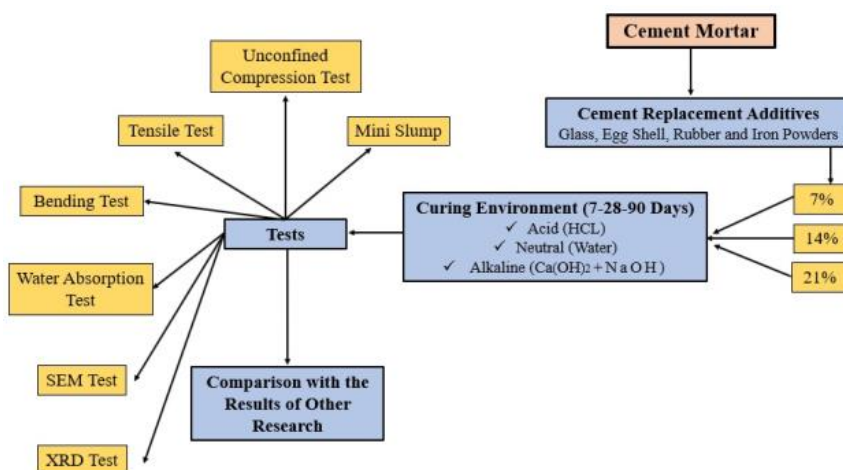 Cement Mortar
Cement Replacement Additives
Glass, Egg Shell, Rubber and Iron Powders
7%
14%
21%
Curing Environment (7-28-90 Days)
✓ Acid (HCL)
✓ Neutral (Water)
✓ Alkaline (Ca(OH)2 + N a O H )
Tests
Unconfined
Compression Test
Tensile Test
Mini Slump
Bending Test
Water Absorption
Test
SEM Test
XRD Test
Comparison with the
Results of Other
Research